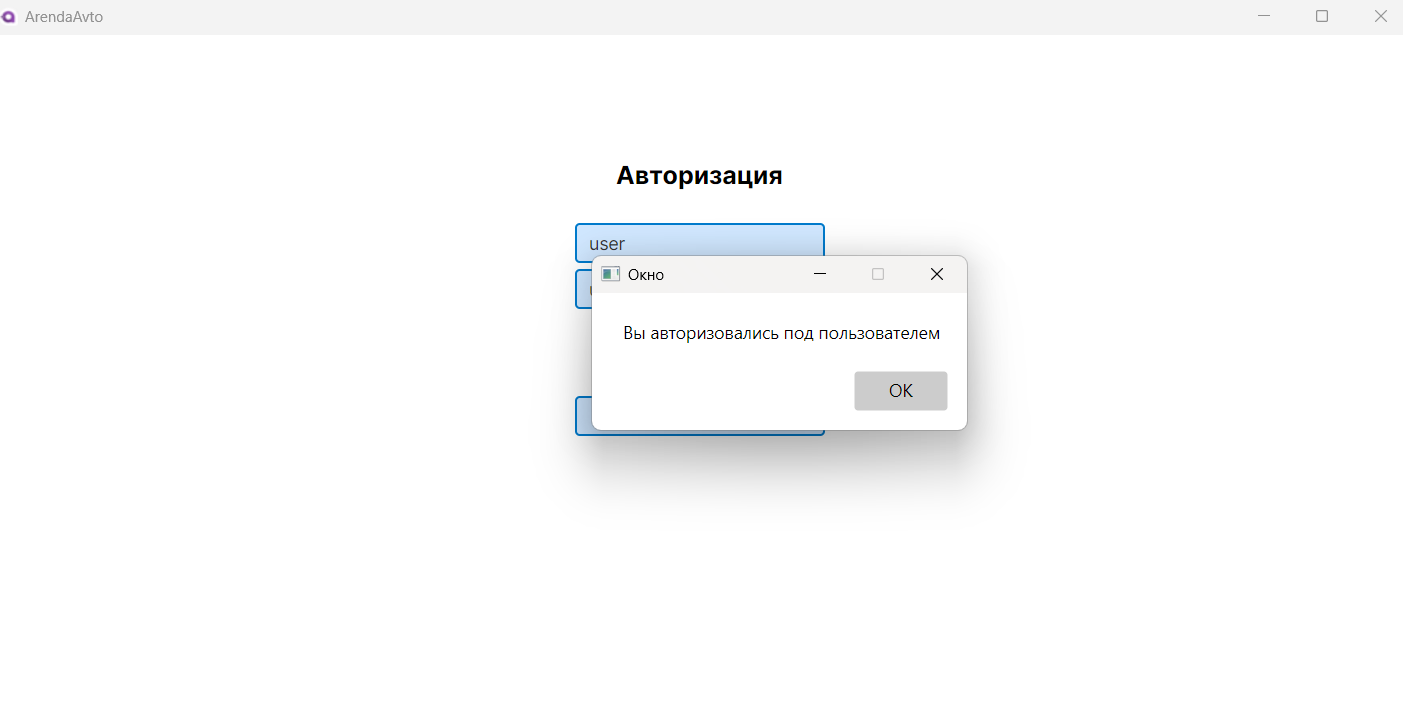 ArendaAvto
Авторизация
user
Окно
Вы авторизовались под пользователем
OK